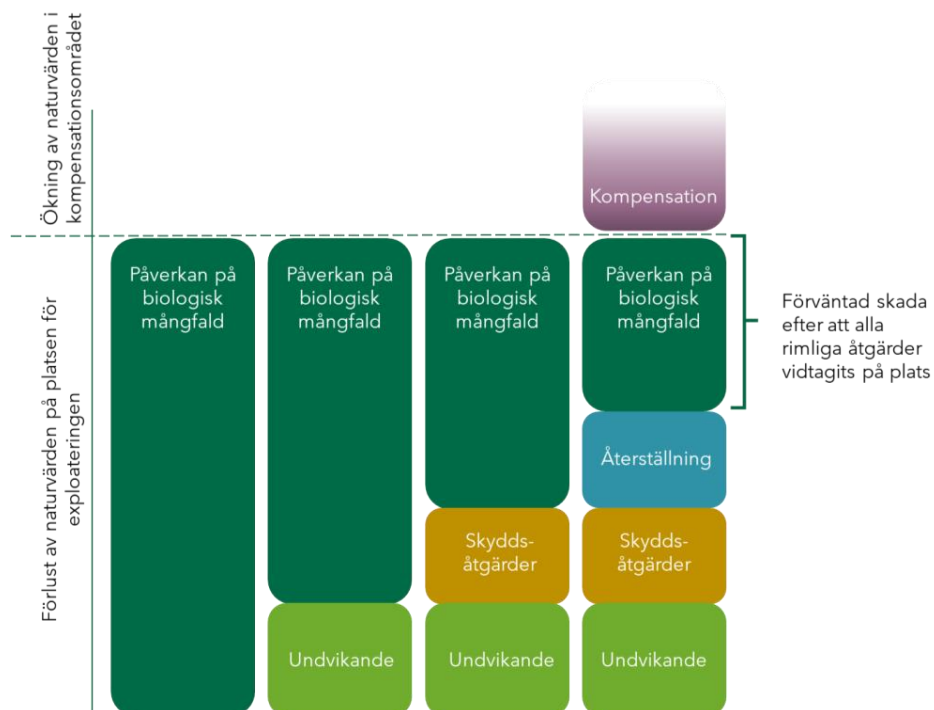 Ökning av naturvärden i
kompensationsområdet
Förlust av naturvärden på platsen för
exploateringen
Kompensation
Påverkan på
biologisk
mångfald
Påverkan på
biologisk
mångfald
Påverkan på
biologisk
mångfald
Påverkan på
biologisk
mångfald
Förväntad skada
efter att alla
rimliga åtgärder
vidtagits på plats
Återställning
Skydds-
åtgärder
Skydds-
åtgärder
Undvikande
Undvikande
Undvikande